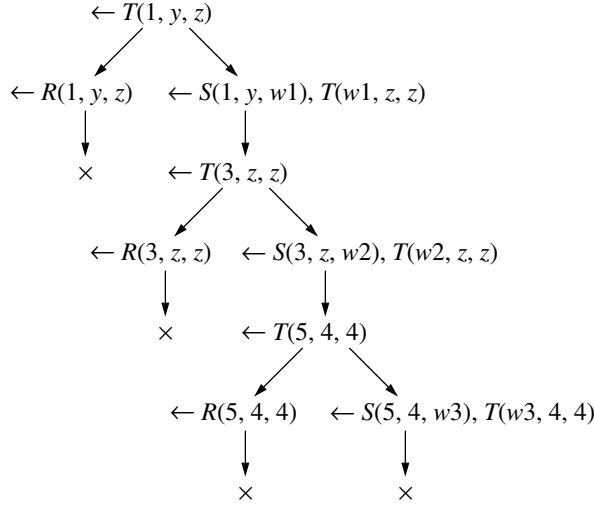 ← T(1, y, z)
← R(1, y, z) ← S(1, y, w1), T(w1, z, z)
× ← T(3, z, z)
← R(3, z, z) ← S(3, z, w2), T(w2, z, z)
× ← T(5, 4, 4)
← R(5, 4, 4) ← S(5, 4, w3), T(w3, 4, 4)
× ×